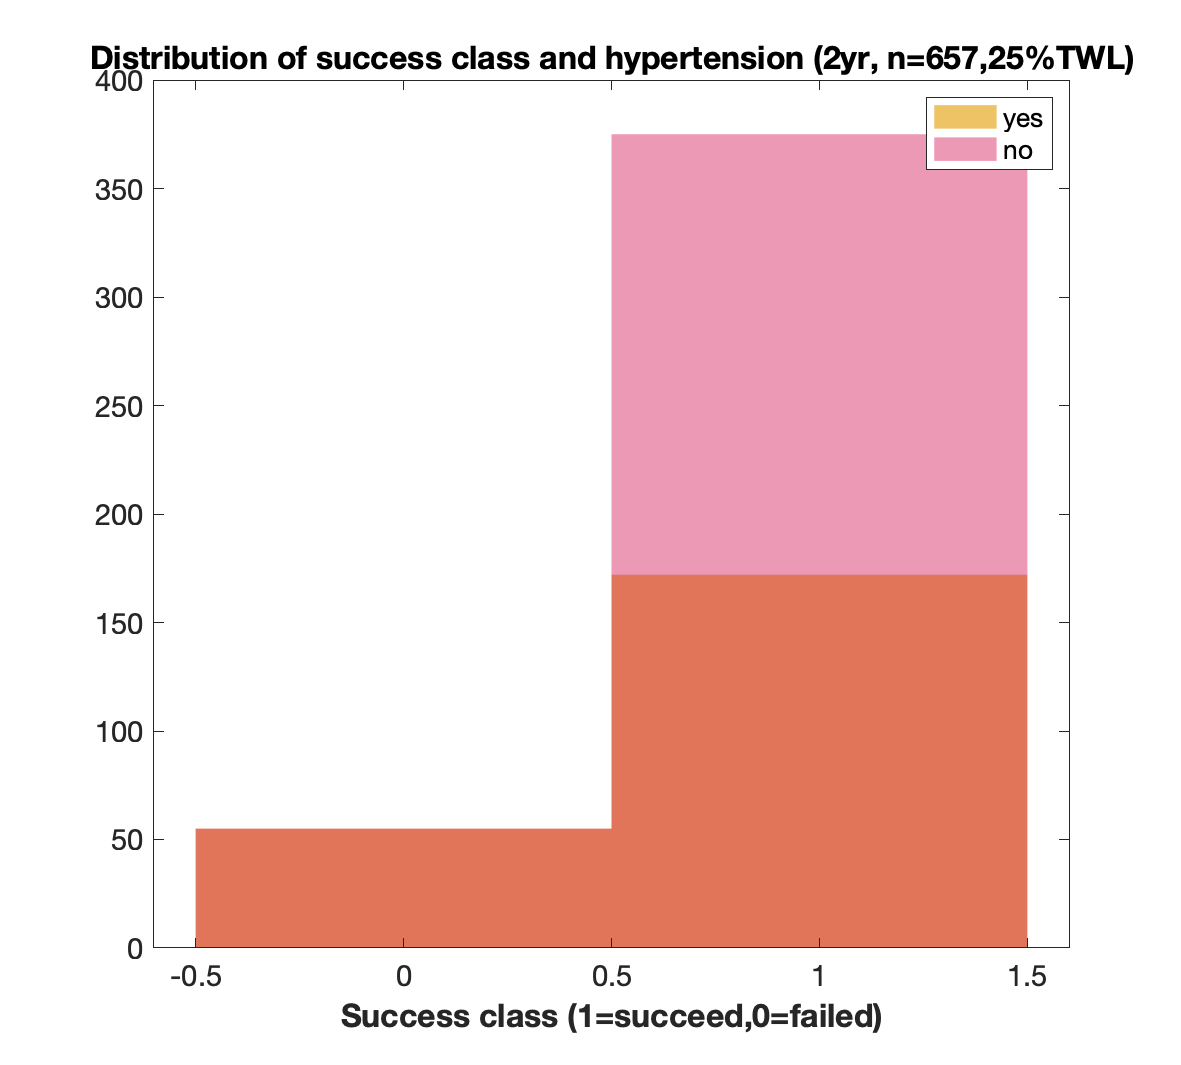 Distribution of success class and hypertension (2yr, n=657,25%TWL)
400
350
300
250
200
150
100
50
0
yes
no
-0.5 0 0.5 1 1.5
Success class (1=succeed,0=failed)